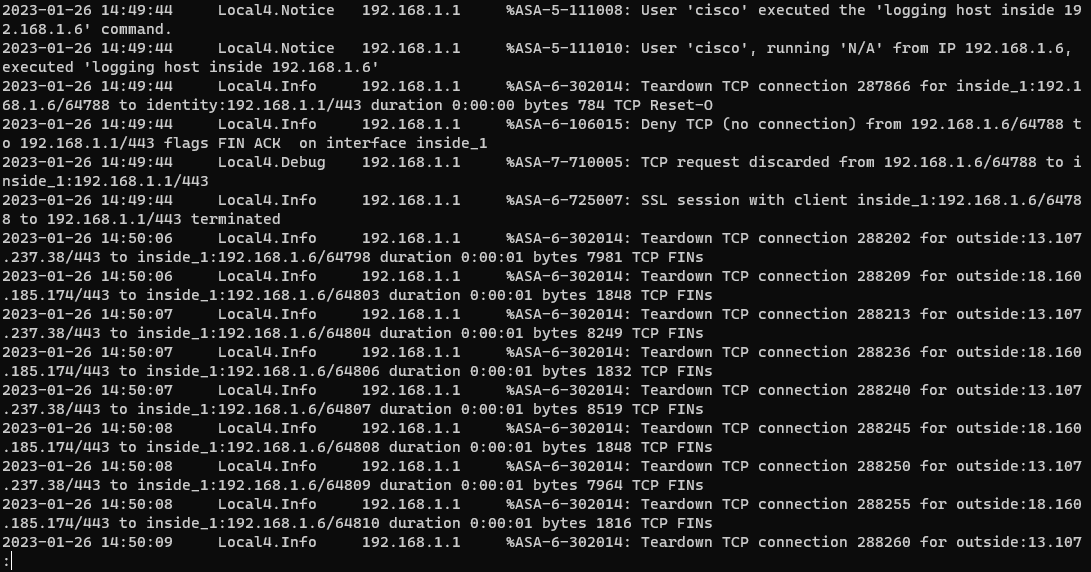 2023-01-26 14:49:44     Local4.Notice   192.168.1.1     %ASA-5-111008: User 'cisco' executed the 'logging host inside 19
2.168.1.6' command.
2023-01-26 14:49:44     Local4.Notice   192.168.1.1     %ASA-5-111010: User 'cisco', running 'N/A' from IP 192.168.1.6,
executed 'logging host inside 192.168.1.6'
2023-01-26 14:49:44     Local4.Info     192.168.1.1     %ASA-6-302014: Teardown TCP connection 287866 for inside_1:192.1
68.1.6/64788 to identity:192.168.1.1/443 duration 0:00:00 bytes 784 TCP Reset-O
2023-01-26 14:49:44     Local4.Info     192.168.1.1     %ASA-6-106015: Deny TCP (no connection) from 192.168.1.6/64788 t
o 192.168.1.1/443 flags FIN ACK  on interface inside_1
2023-01-26 14:49:44     Local4.Debug    192.168.1.1     %ASA-7-710005: TCP request discarded from 192.168.1.6/64788 to i
nside_1:192.168.1.1/443
2023-01-26 14:49:44     Local4.Info     192.168.1.1     %ASA-6-725007: SSL session with client inside_1:192.168.1.6/6478
8 to 192.168.1.1/443 terminated
2023-01-26 14:50:06     Local4.Info     192.168.1.1     %ASA-6-302014: Teardown TCP connection 288202 for outside:13.107
.237.38/443 to inside_1:192.168.1.6/64798 duration 0:00:01 bytes 7981 TCP FINs
2023-01-26 14:50:06     Local4.Info     192.168.1.1     %ASA-6-302014: Teardown TCP connection 288209 for outside:18.160
.185.174/443 to inside_1:192.168.1.6/64803 duration 0:00:01 bytes 1848 TCP FINs
2023-01-26 14:50:07     Local4.Info     192.168.1.1     %ASA-6-302014: Teardown TCP connection 288213 for outside:13.107
.237.38/443 to inside_1:192.168.1.6/64804 duration 0:00:01 bytes 8249 TCP FINs
2023-01-26 14:50:07     Local4.Info     192.168.1.1     %ASA-6-302014: Teardown TCP connection 288236 for outside:18.160
.185.174/443 to inside_1:192.168.1.6/64806 duration 0:00:01 bytes 1832 TCP FINs
2023-01-26 14:50:07     Local4.Info     192.168.1.1     %ASA-6-302014: Teardown TCP connection 288240 for outside:13.107
.237.38/443 to inside_1:192.168.1.6/64807 duration 0:00:01 bytes 8519 TCP FINs
2023-01-26 14:50:08     Local4.Info     192.168.1.1     %ASA-6-302014: Teardown TCP connection 288245 for outside:18.160
.185.174/443 to inside_1:192.168.1.6/64808 duration 0:00:01 bytes 1848 TCP FINs
2023-01-26 14:50:08     Local4.Info     192.168.1.1     %ASA-6-302014: Teardown TCP connection 288250 for outside:13.107
.237.38/443 to inside_1:192.168.1.6/64809 duration 0:00:01 bytes 7964 TCP FINs
2023-01-26 14:50:08     Local4.Info     192.168.1.1     %ASA-6-302014: Teardown TCP connection 288255 for outside:18.160
.185.174/443 to inside_1:192.168.1.6/64810 duration 0:00:01 bytes 1816 TCP FINs
2023-01-26 14:50:09     Local4.Info     192.168.1.1     %ASA-6-302014: Teardown TCP connection 288260 for outside:13.107
: